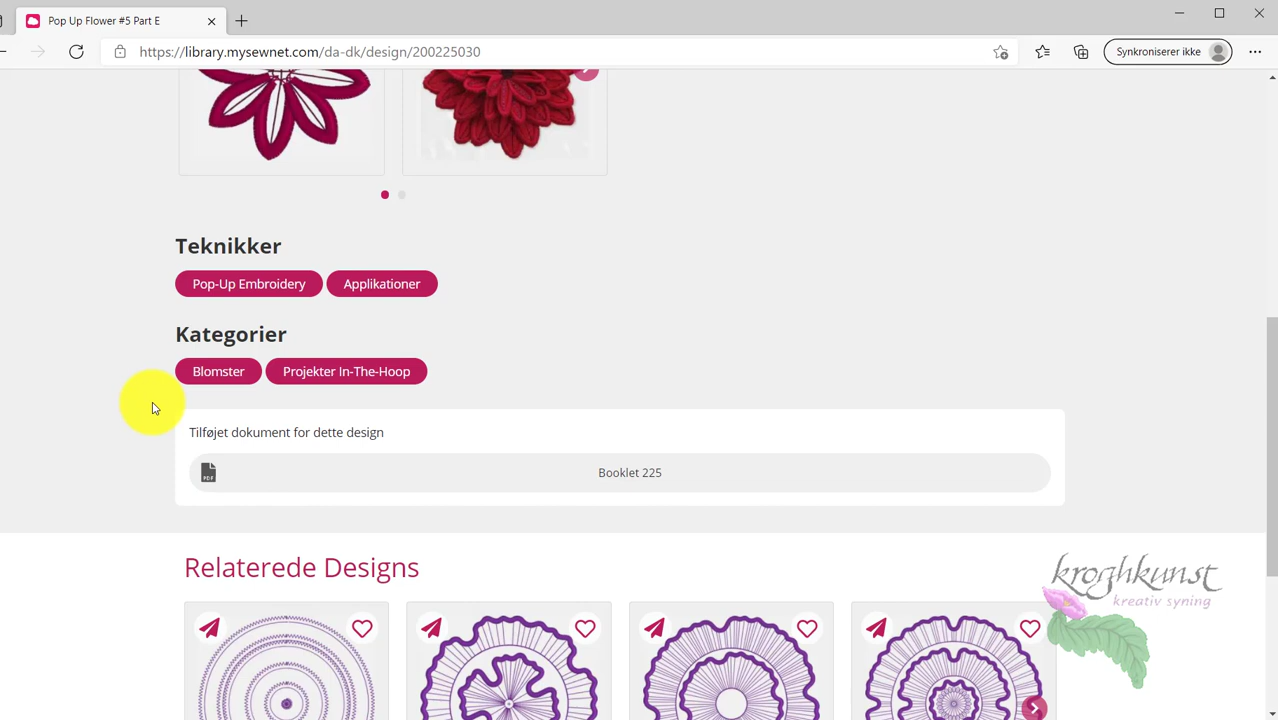 Pop Up Flower #5 Part E
https://library.mysewnet.com/da-dk/design/200225030
Synkroniserer ikke
Teknikker
Pop-Up Embroidery
Applikationer
Kategorier
Blomster
Projekter In-The-Hoop
Tilføjet dokument for dette design
PDF
Booklet 225
Relaterede Designs
kroghkunst
kreativ syning